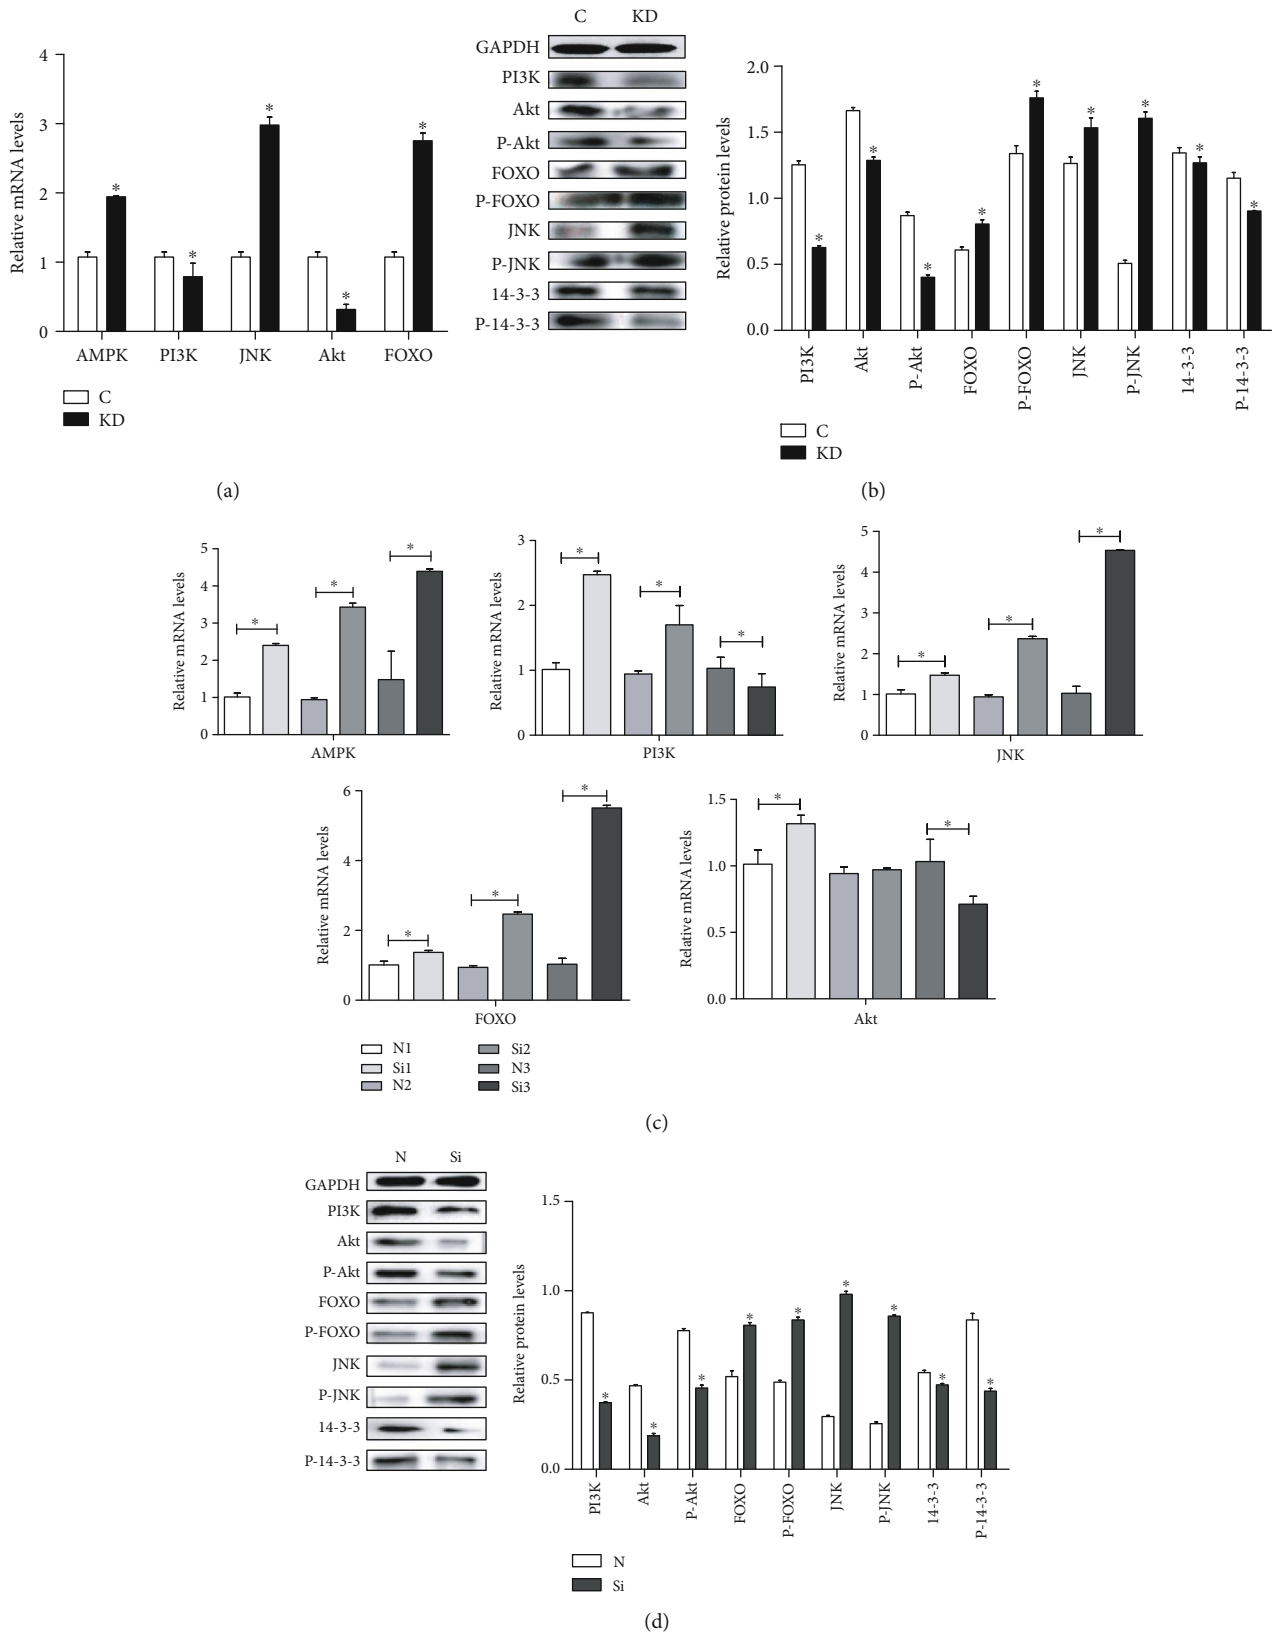 Relative mRNA levels
4
3
2
1
0
* * * * *
AMPK PI3K JNK Akt FOXO
C
KD
(a)
C KD
GAPDH
PI3K
Akt
P-Akt
FOXO
P-FOXO
JNK
P-JNK
14-3-3
P-14-3-3
Relative protein levels
2.0
1.5
1.0
0.5
0.0
* * * * * * * * *
PI3K Akt P-Akt FOXO P-FOXO JNK P-JNK 14-3-3 P-14-3-3
C
KD
(b)
Relative mRNA levels
5
4
3
2
1
0
* * *
AMPK
Relative mRNA levels
3
2
1
0
* * *
PI3K
Relative mRNA levels
5
4
3
2
1
0
* * *
JNK
Relative mRNA levels
6
4
2
0
* * *
FOXO
Relative mRNA levels
1.5
1.0
0.5
0.0
* *
Akt
N1
Si1
N2
Si2
N3
Si3
(c)
N Si
GAPDH
PI3K
Akt
P-Akt
FOXO
P-FOXO
JNK
P-JNK
14-3-3
P-14-3-3
Relative protein levels
1.5
1.0
0.5
0.0
* * * * * * * * *
PI3K Akt P-Akt FOXO P-FOXO JNK P-JNK 14-3-3 P-14-3-3
N
Si
(d)